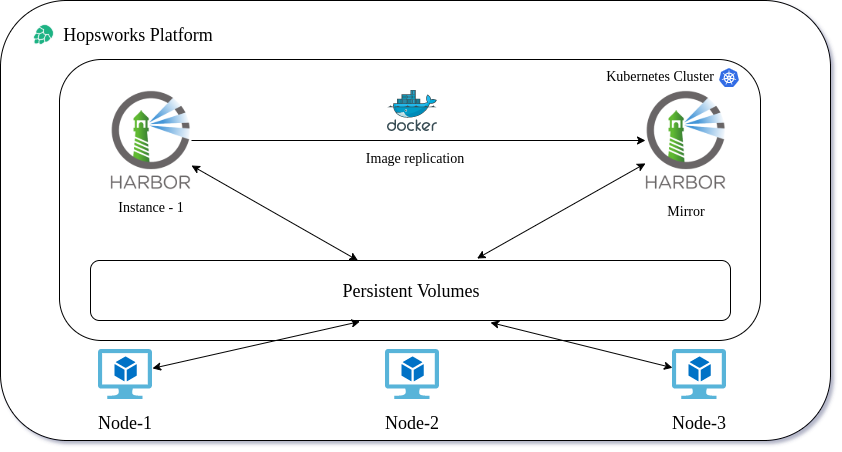 Hopsworks Platform
Kubernetes Cluster
docker
Image replication
HARBOR
HARBOR
Instance - 1
Mirror
Persistent Volumes
Node-1
Node-2
Node-3